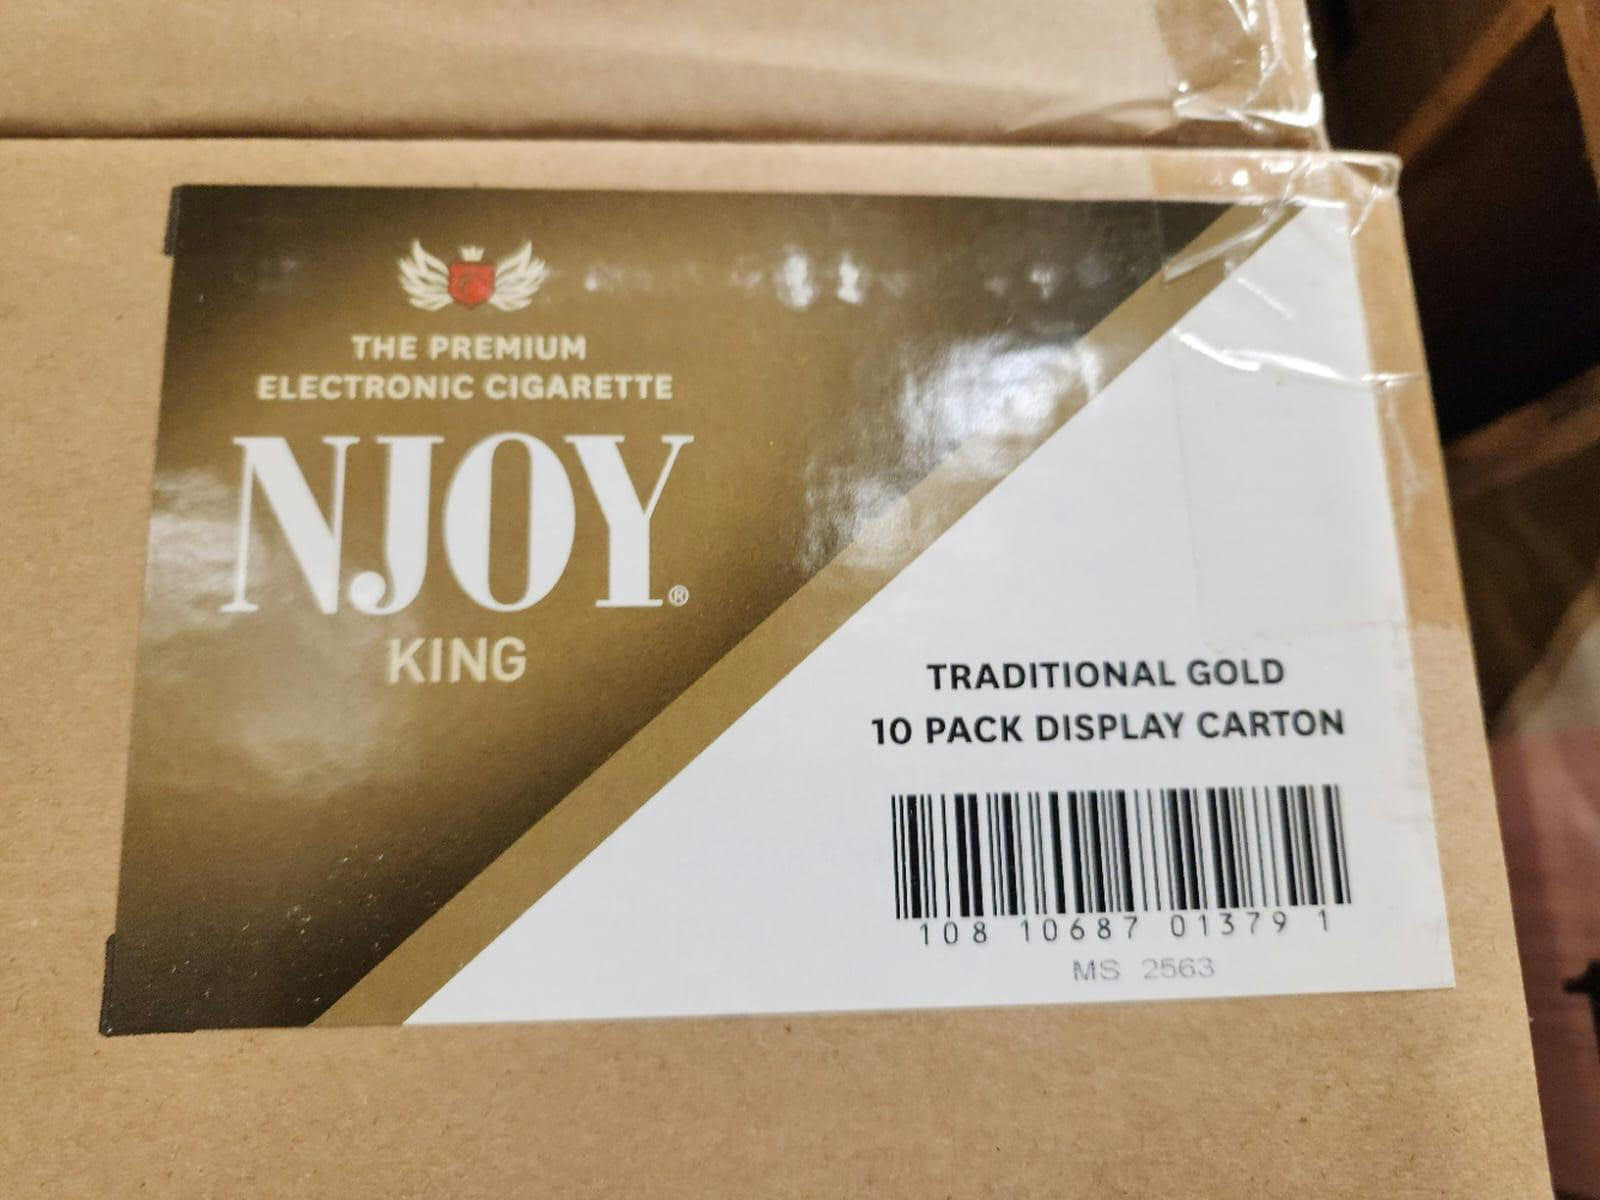 THE PREMIUM
ELECTRONIC CIGARETTE
NJOY®
KING
TRADITIONAL GOLD
10 PACK DISPLAY CARTON
108 10687 01379 1
MS 2563